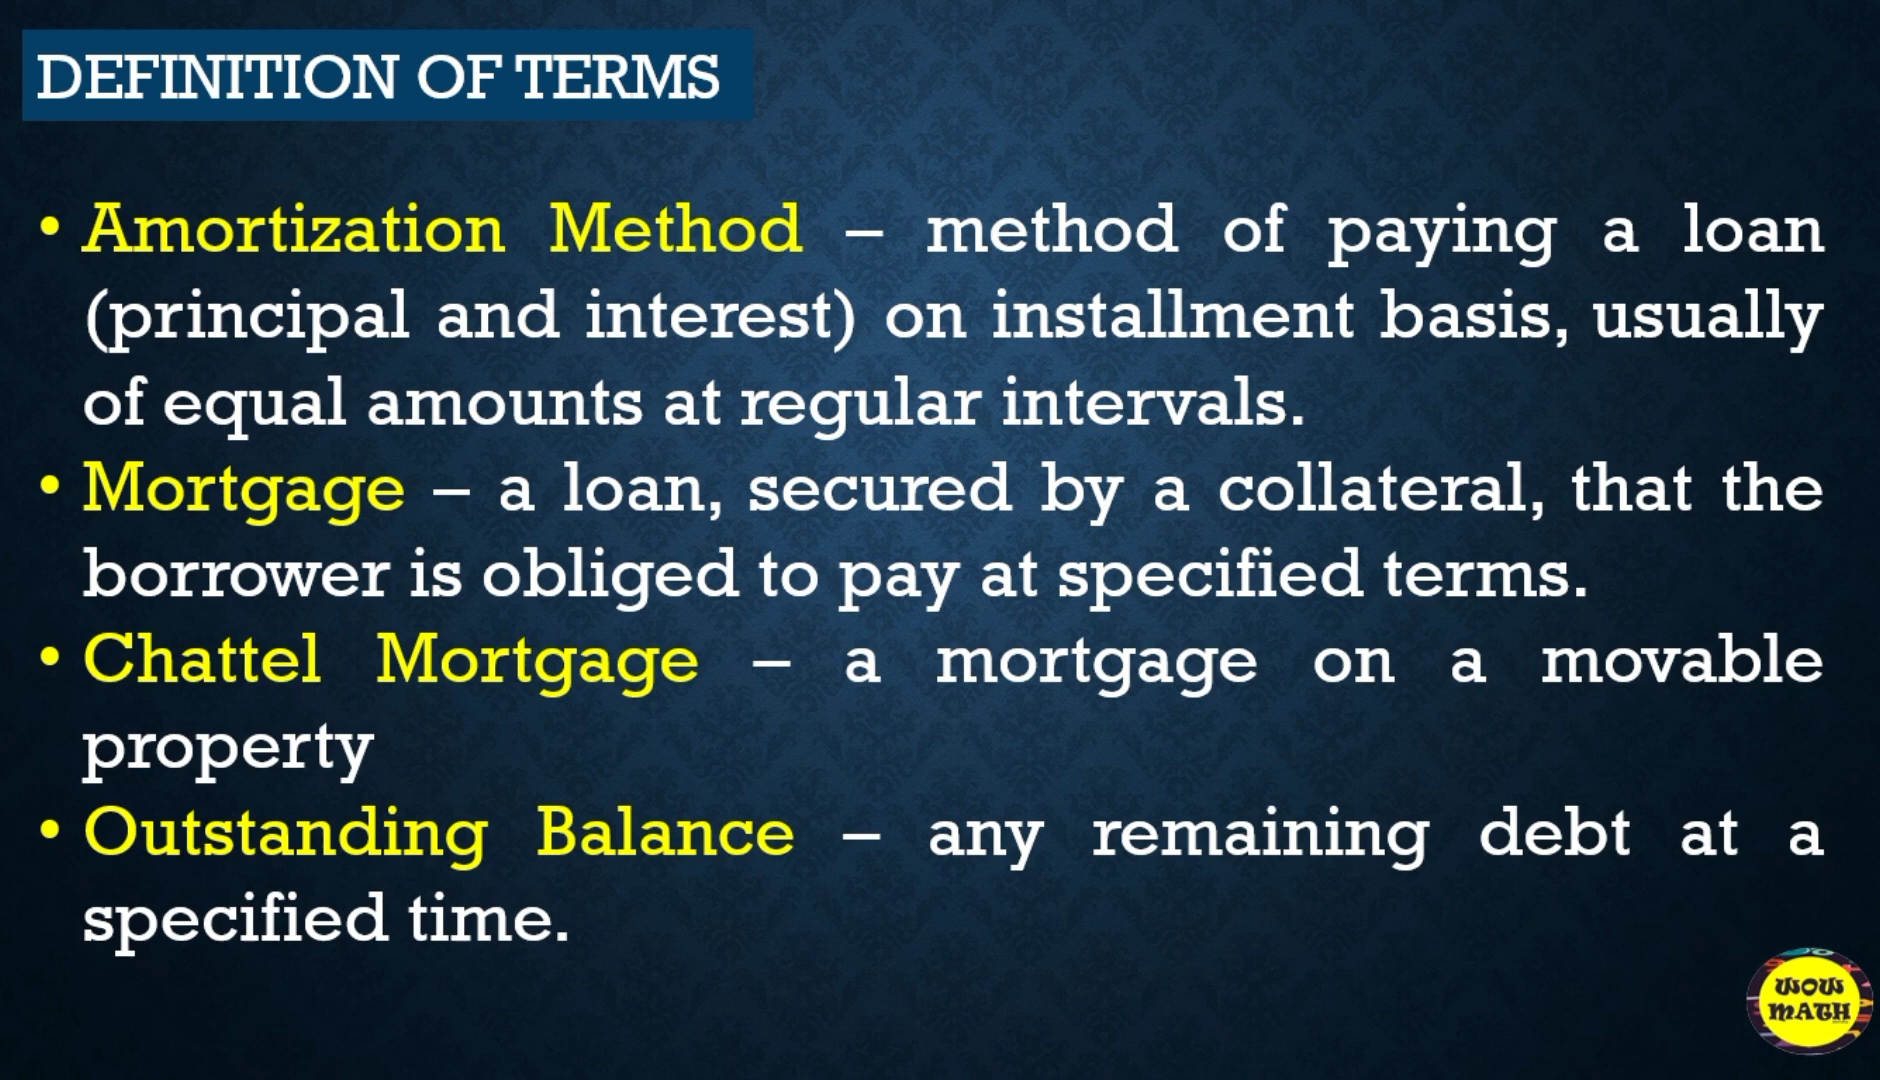 DEFINITION OF TERMS
• Amortization Method – method of paying a loan
(principal and interest) on installment basis, usually
of equal amounts at regular intervals.
• Mortgage – a loan, secured by a collateral, that the
borrower is obliged to pay at specified terms.
• Chattel Mortgage – a mortgage on a movable
property
• Outstanding Balance – any remaining debt at a
specified time.
WOW
MATH